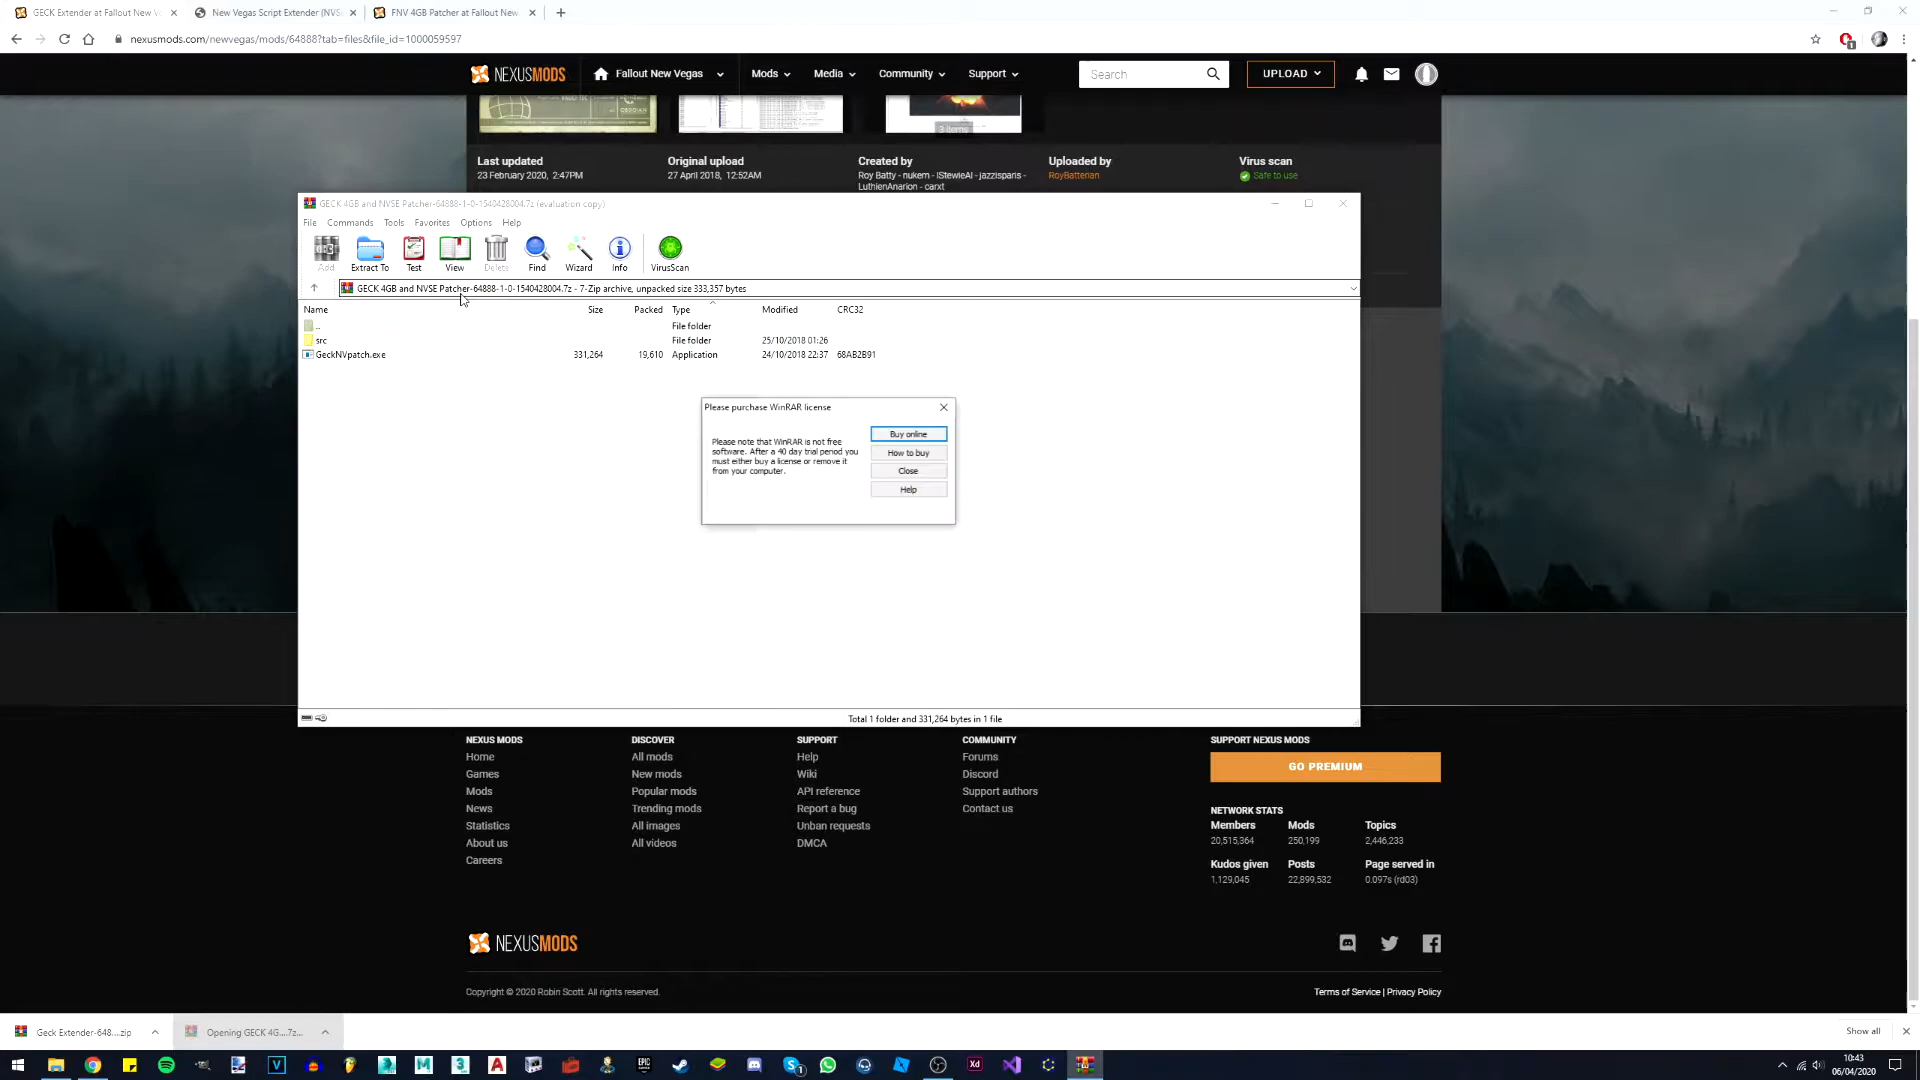 GECK Extender at Fallout New V
New Vegas Script Extender (NVS
FNV 4GB Patcher at Fallout New
nexusmods.com/newvegas/mods/64888?tab=files&file_id=1000059597
NEXUSMODS
Fallout New Vegas
Mods
Media
Community
Support
Search
UPLOAD
3 items
Last updated
23 February 2020, 2:47PM
Original upload
27 April 2018, 12:52AM
Created by
Roy Batty - nukem - IStewieAI - jazzisparis -
LuthienAnarion - carxt
Uploaded by
RoyBatterian
Virus scan
Safe to use
GECK 4GB and NVSE Patcher-64888-1-0-1540428004.7z (evaluation copy)
File Commands Tools Favorites Options Help
Add Extract To Test View Delete Find Wizard Info VirusScan
GECK 4GB and NVSE Patcher-64888-1-0-1540428004.7z - 7-Zip archive, unpacked size 333,357 bytes
Name Size Packed Type Modified CRC32
.. File folder
src File folder 25/10/2018 01:26
GeckNVpatch.exe 331,264 19,610 Application 24/10/2018 22:37 68AB2B91
Please purchase WinRAR license
Please note that WinRAR is not free
software. After a 40 day trial period you
must either buy a license or remove it
from your computer.
Buy online
How to buy
Close
Help
Total 1 folder and 331,264 bytes in 1 file
NEXUS MODS
Home
Games
Mods
News
Statistics
About us
Careers
DISCOVER
All mods
New mods
Popular mods
Trending mods
All images
All videos
SUPPORT
Help
Wiki
API reference
Report a bug
Unban requests
DMCA
COMMUNITY
Forums
Discord
Support authors
Contact us
SUPPORT NEXUS MODS
GO PREMIUM
NETWORK STATS
Members
20,515,364
Mods
250,199
Topics
2,446,233
Kudos given
1,129,045
Posts
22,899,532
Page served in
0.097s (rd03)
NEXUSMODS
Copyright © 2020 Robin Scott. All rights reserved.
Terms of Service | Privacy Policy
Geck Extender-648....zip
Opening GECK 4G....7z...
Show all
10:43
06/04/2020